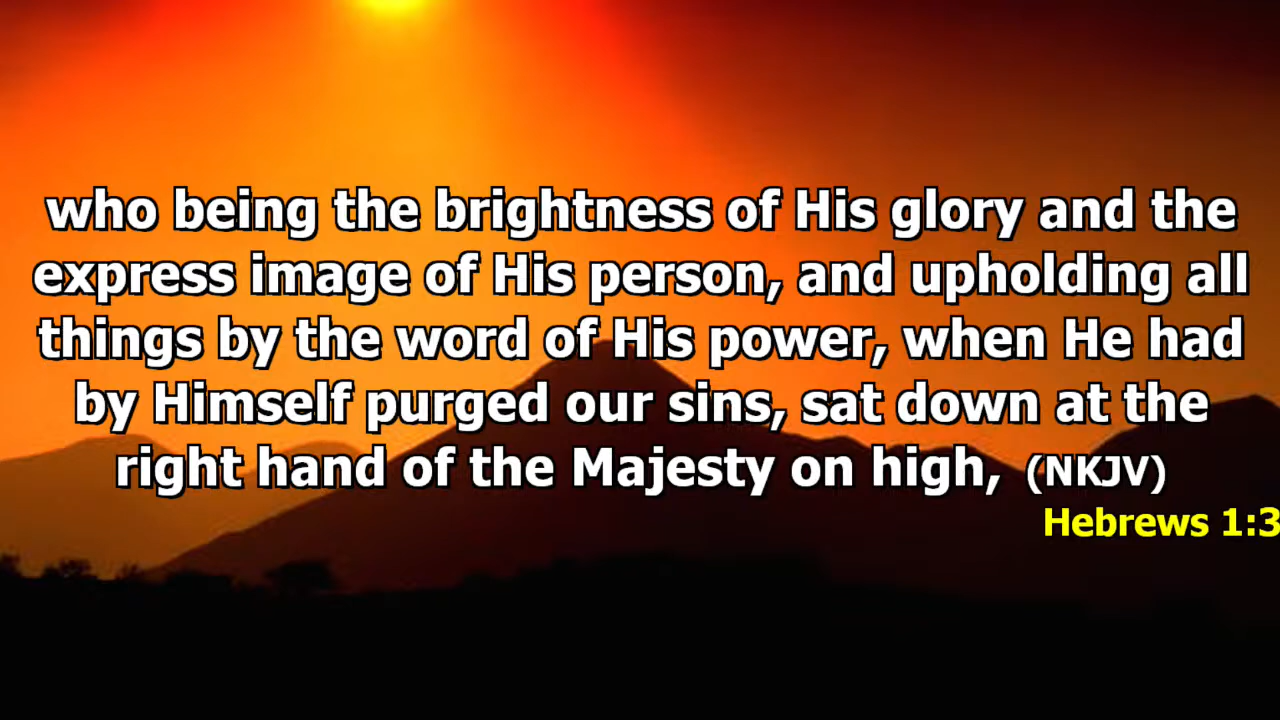 who being the brightness of His glory and the
express image of His person, and upholding all
things by the word of His power, when He had
by Himself purged our sins, sat down at the
right hand of the Majesty on high, (NKJV)
Hebrews 1:3